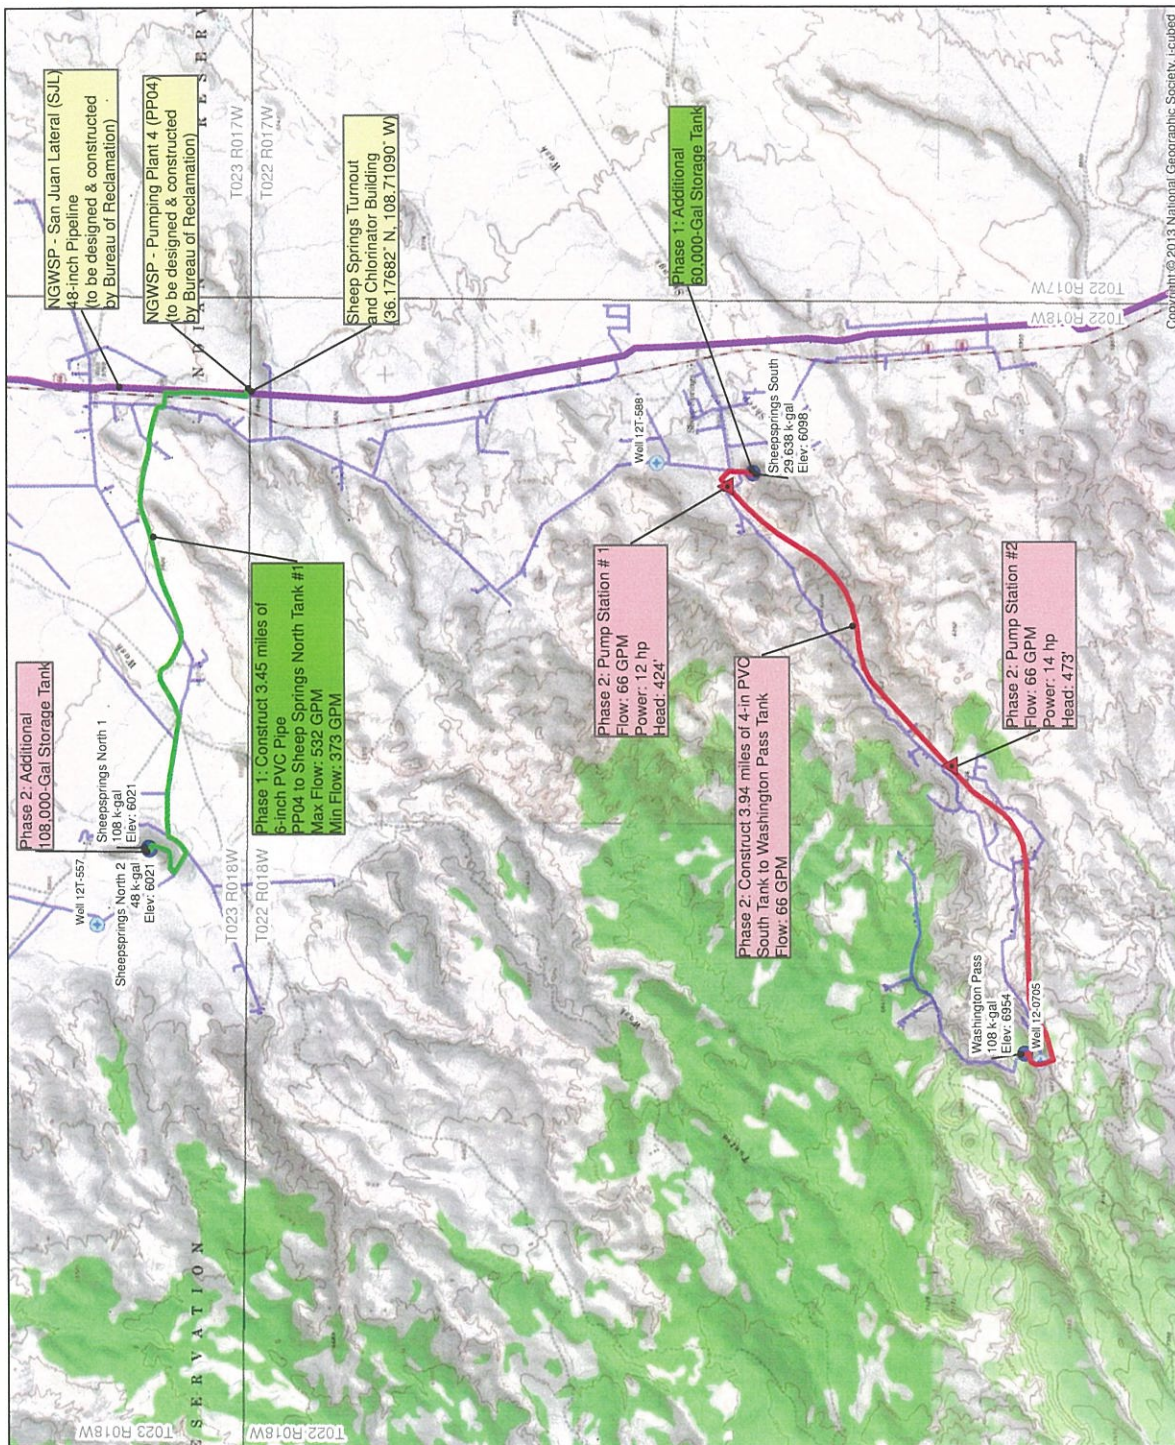 NGWSP - San Juan Lateral (SJL)
48-inch Pipeline
(to be designed & constructed
by Bureau of Reclamation)
NGWSP - Pumping Plant 4 (PP04)
(to be designed & constructed
by Bureau of Reclamation)
Sheep Springs Turnout
and Chlorinator Building
(36.17682° N, 108.71090° W)
Phase 1: Additional
60,000-Gal Storage Tank
Phase 2: Additional
108,000-Gal Storage Tank
Phase 1: Construct 3.45 miles of
6-inch PVC Pipe
PP04 to Sheep Springs North Tank #1
Max Flow: 532 GPM
Min Flow: 373 GPM
Phase 2: Pump Station # 1
Flow: 66 GPM
Power: 12 hp
Head: 424'
Phase 2: Construct 3.94 miles of 4-in PVC
South Tank to Washington Pass Tank
Flow: 66 GPM
Phase 2: Pump Station #2
Flow: 66 GPM
Power: 14 hp
Head: 473'
Sheepsprings North 1
108 k-gal
Elev: 6021
Well 12T-557
Sheepsprings North 2
48 k-gal
Elev: 6021
Well 12T-588
Sheepsprings South
29.638 k-gal
Elev: 6098
Washington Pass
108 k-gal
Elev: 6954
Well 12-0705
T023 R017W
T022 R017W
T023 R018W
T022 R018W
T023 R018W
T022 R018W
T022 R017W
T022 R018W
N D I A N R E S E R V
E S E R V A T I O N
Wash
Wash
Wash
Copyright:© 2013 National Geographic Society, i-cubed